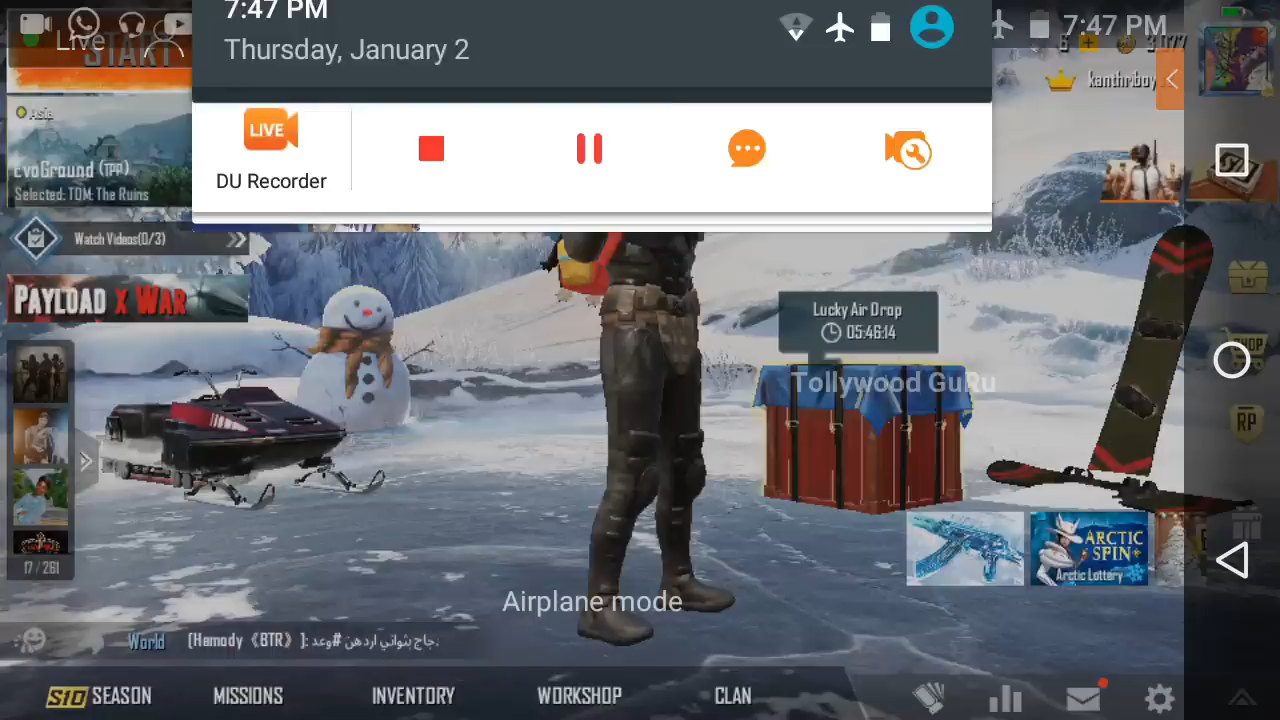 7:47 PM
Thursday, January 2
7:47 PM
Live
START
kanthriboy
Asia
EvoGround (TPP)
Selected: TDM: The Ruins
LIVE
DU Recorder
Watch Videos(0/3)
PAYLOAD X WAR
Lucky Air Drop
05:46:14
SHOP
Tollywood GuRu
RP
ARCTIC
SPIN+
Arctic Lottery
17 / 261
Airplane mode
World
S10 SEASON
MISSIONS
INVENTORY
WORKSHOP
CLAN